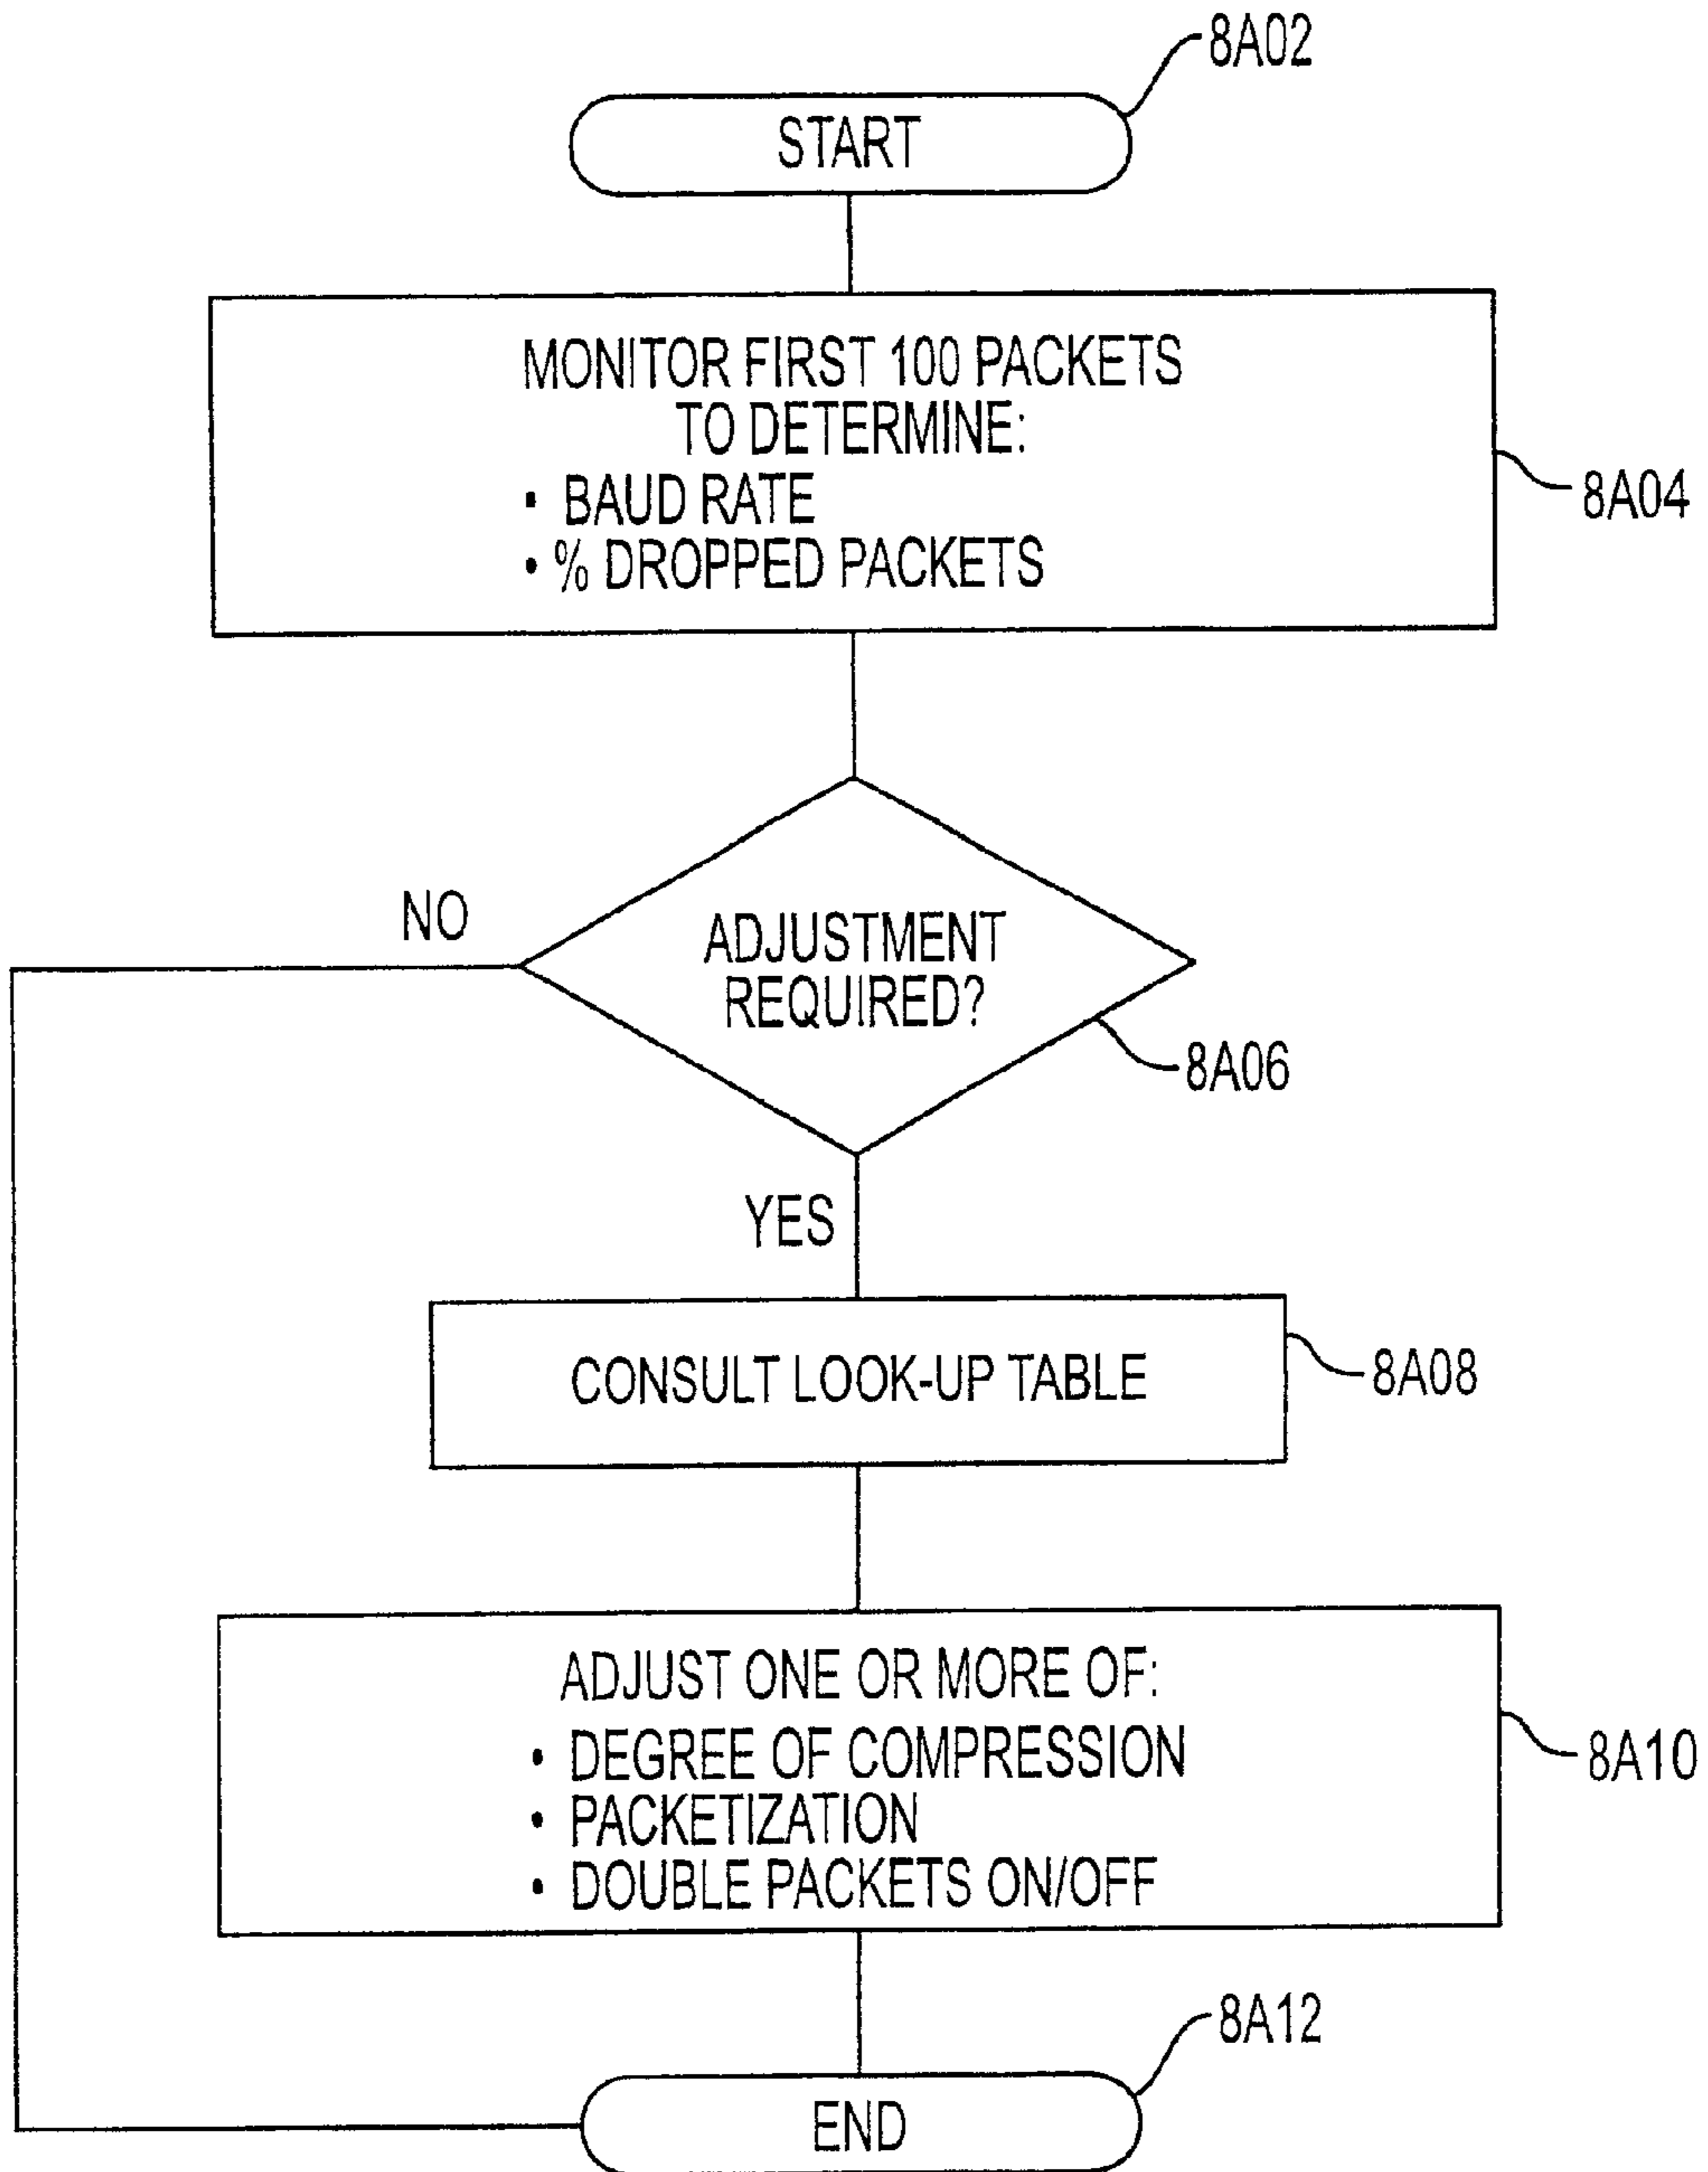 8A02
START
MONITOR FIRST 100 PACKETS
TO DETERMINE:
• BAUD RATE
• % DROPPED PACKETS
8A04
NO
ADJUSTMENT
REQUIRED?
8A06
YES
CONSULT LOOK-UP TABLE
8A08
ADJUST ONE OR MORE OF:
• DEGREE OF COMPRESSION
• PACKETIZATION
• DOUBLE PACKETS ON/OFF
8A10
8A12
END